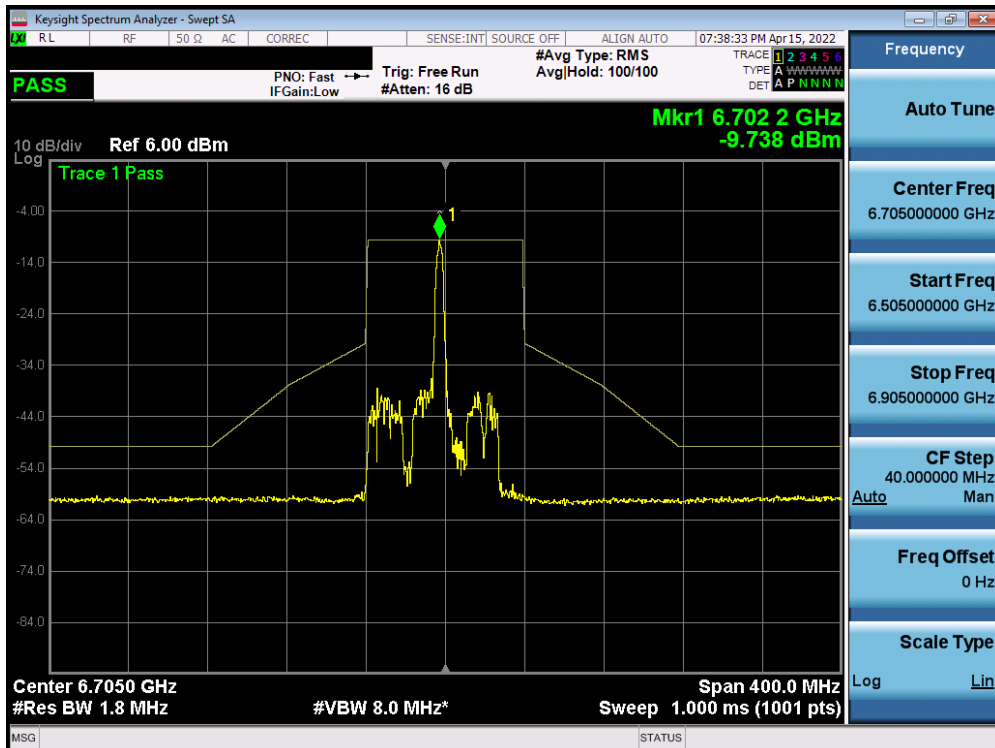 Keysight Spectrum Analyzer - Swept SA
LXI RL RF 50 Ω AC CORREC SENSE:INT SOURCE OFF ALIGN AUTO 07:38:33 PM Apr 15, 2022
PASS
PNO: Fast
IFGain:Low
Trig: Free Run
#Atten: 16 dB
#Avg Type: RMS
Avg|Hold: 100/100
TRACE 1 2 3 4 5 6
TYPE A WWWWW
DET A P N N N N
Mkr1 6.702 2 GHz
-9.738 dBm
10 dB/div Ref 6.00 dBm
Log
Trace 1 Pass
1
-4.00
-14.0
-24.0
-34.0
-44.0
-54.0
-64.0
-74.0
-84.0
Center 6.7050 GHz Span 400.0 MHz
#Res BW 1.8 MHz #VBW 8.0 MHz* Sweep 1.000 ms (1001 pts)
MSG STATUS
Frequency
Auto Tune
Center Freq
6.705000000 GHz
Start Freq
6.505000000 GHz
Stop Freq
6.905000000 GHz
CF Step
40.000000 MHz
Auto Man
Freq Offset
0 Hz
Scale Type
Log Lin